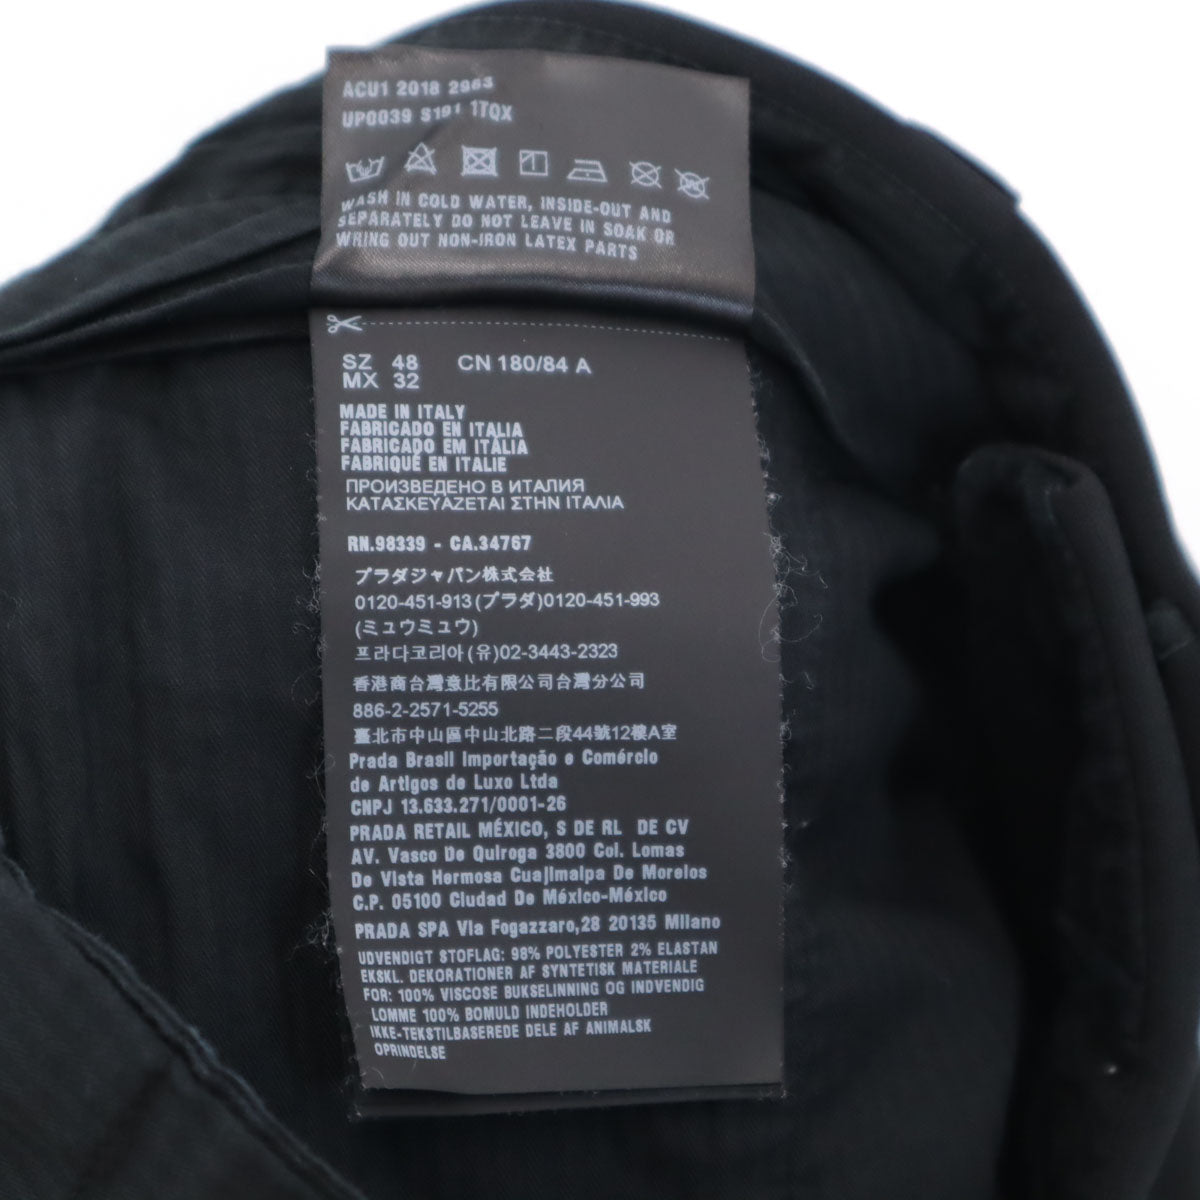 ACU1 2018 2963
UP0039 S191 1TQX
WASH IN COLD WATER, INSIDE-OUT AND
SEPARATELY DO NOT LEAVE IN SOAK OR
WRING OUT NON-IRON LATEX PARTS
SZ 48 CN 180/84 A
MX 32
MADE IN ITALY
FABRICADO EN ITALIA
FABRICADO EM ITÁLIA
FABRIQUÉ EN ITALIE
ПРОИЗВЕДЕНО В ИТАЛИЯ
ΚΑΤΑΣΚΕΥΑΖΕΤΑΙ ΣΤΗΝ ΙΤΑΛΙΑ
RN.98339 - CA.34767
プラダジャパン株式会社
0120-451-913(プラダ)0120-451-993
(ミュウミュウ)
프라다코리아(유)02-3443-2323
香港商台灣意比有限公司台灣分公司
886-2-2571-5255
臺北市中山區中山北路二段44號12樓A室
Prada Brasil Importação e Comércio
de Artigos de Luxo Ltda
CNPJ 13.633.271/0001-26
PRADA RETAIL MÉXICO, S DE RL DE CV
AV. Vasco De Quiroga 3800 Col. Lomas
De Vista Hermosa Cuajimalpa De Morelos
C.P. 05100 Ciudad De México-México
PRADA SPA Via Fogazzaro,28 20135 Milano
UDVENDIGT STOFLAG: 98% POLYESTER 2% ELASTAN
EKSKL. DEKORATIONER AF SYNTETISK MATERIALE
FOR: 100% VISCOSE BUKSELINNING OG INDVENDIG
LOMME 100% BOMULD INDEHOLDER
IKKE-TEKSTILBASEREDE DELE AF ANIMALSK
OPRINDELSE